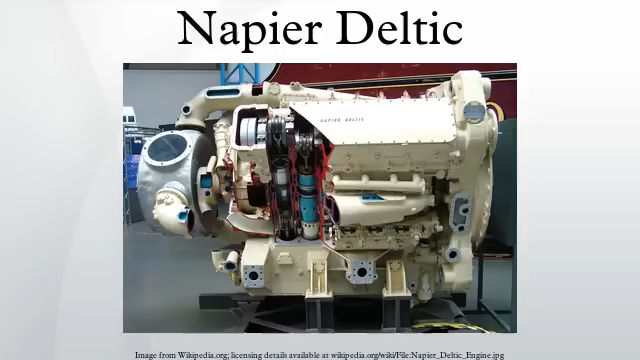 Napier Deltic
NAPIER DELTIC
Image from Wikipedia.org; licensing details available at wikipedia.org/wiki/File:Napier_Deltic_Engine.jpg